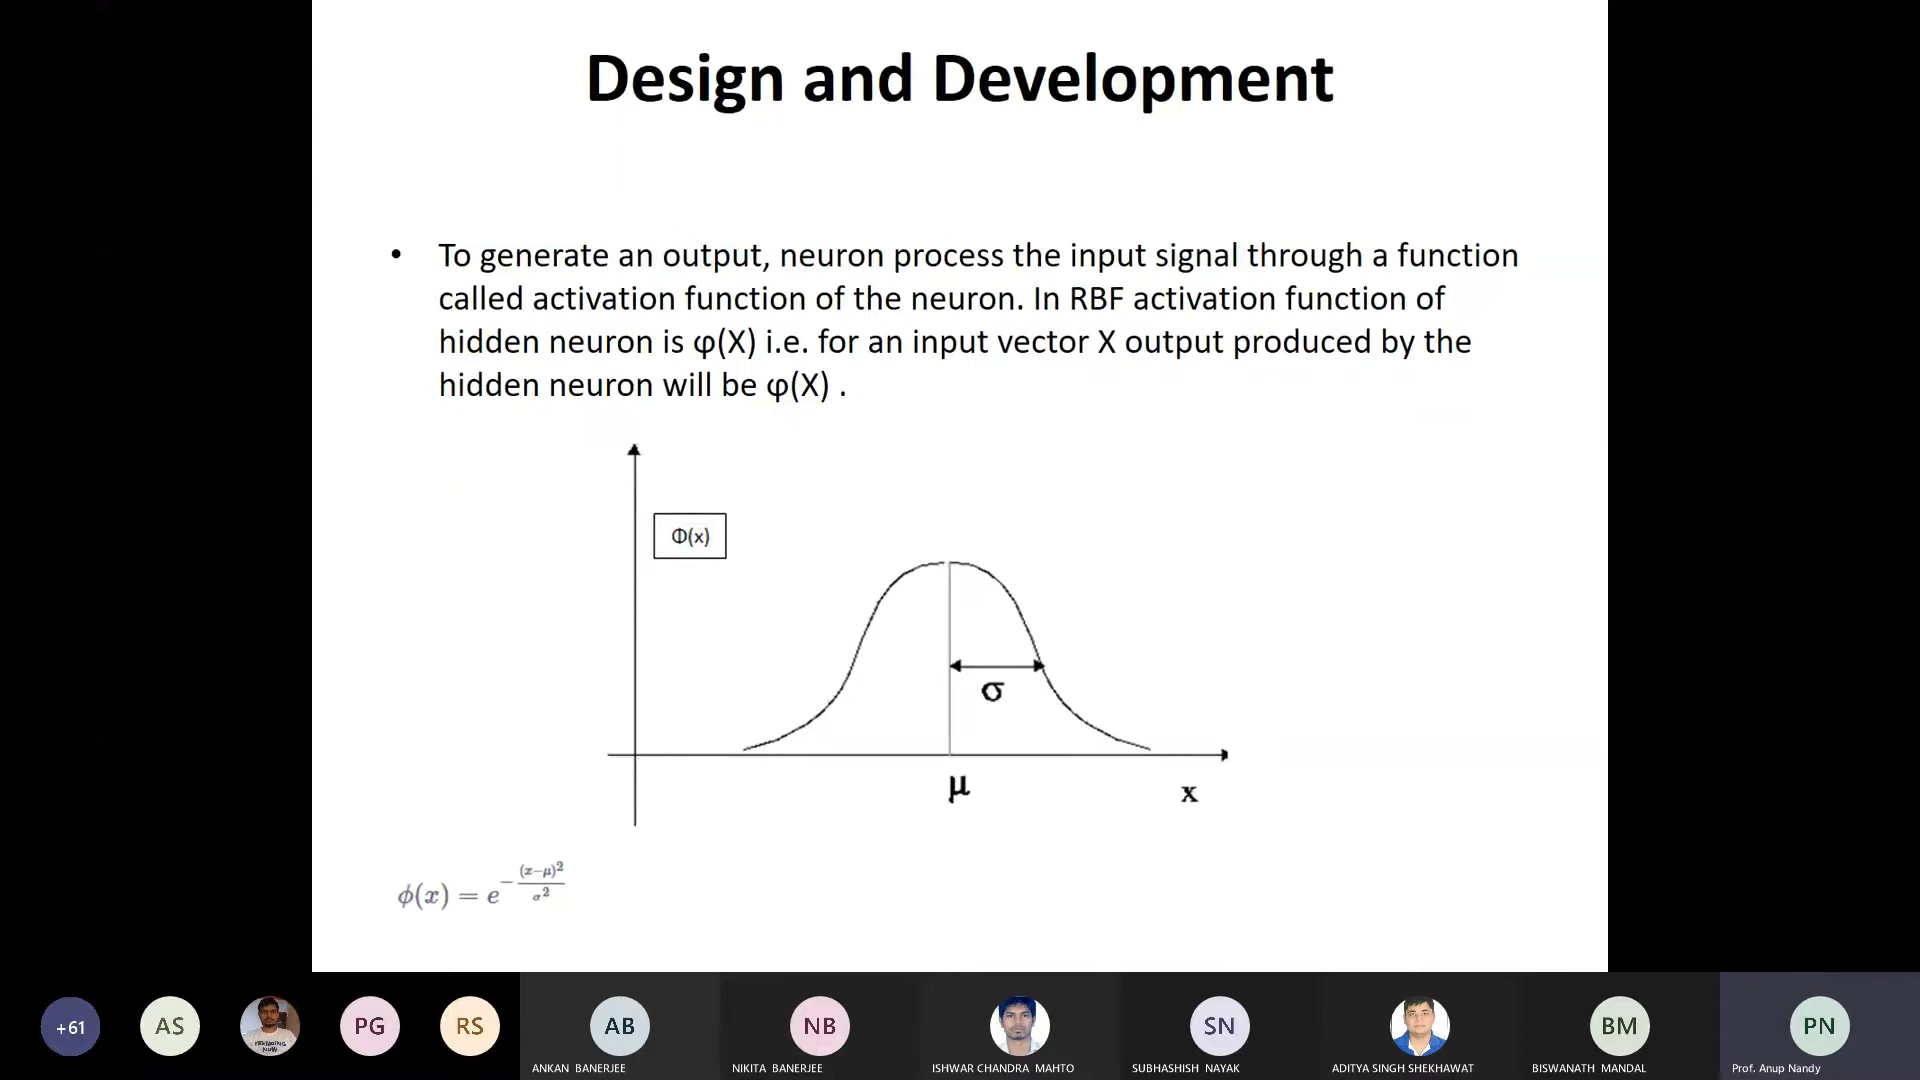 Design and Development
• To generate an output, neuron process the input signal through a function
called activation function of the neuron. In RBF activation function of
hidden neuron is φ(X) i.e. for an input vector X output produced by the
hidden neuron will be φ(X) .
Φ(x)
σ
μ
x
ϕ(x) = e^{-\frac{(x-μ)^2}{σ^2}}
+61
AS
PG
RS
AB
NB
SN
BM
PN
ANKAN BANERJEE
NIKITA BANERJEE
ISHWAR CHANDRA MAHTO
SUBHASHISH NAYAK
ADITYA SINGH SHEKHAWAT
BISWANATH MANDAL
Prof. Anup Nandy